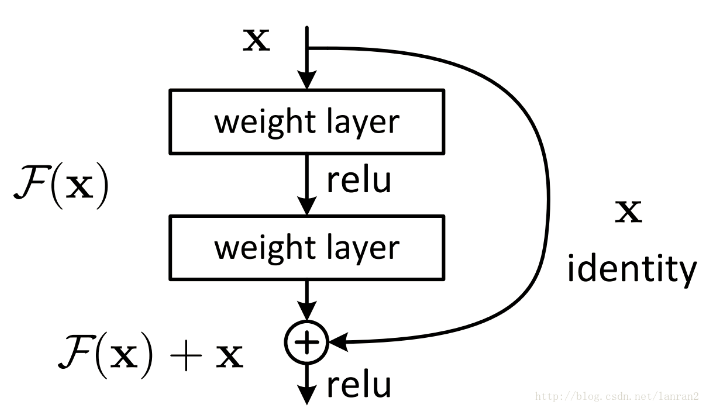 x
weight layer
F(x)
relu
x
weight layer
identity
F(x) + x
+
relu
http://blog.csdn.net/lanran2